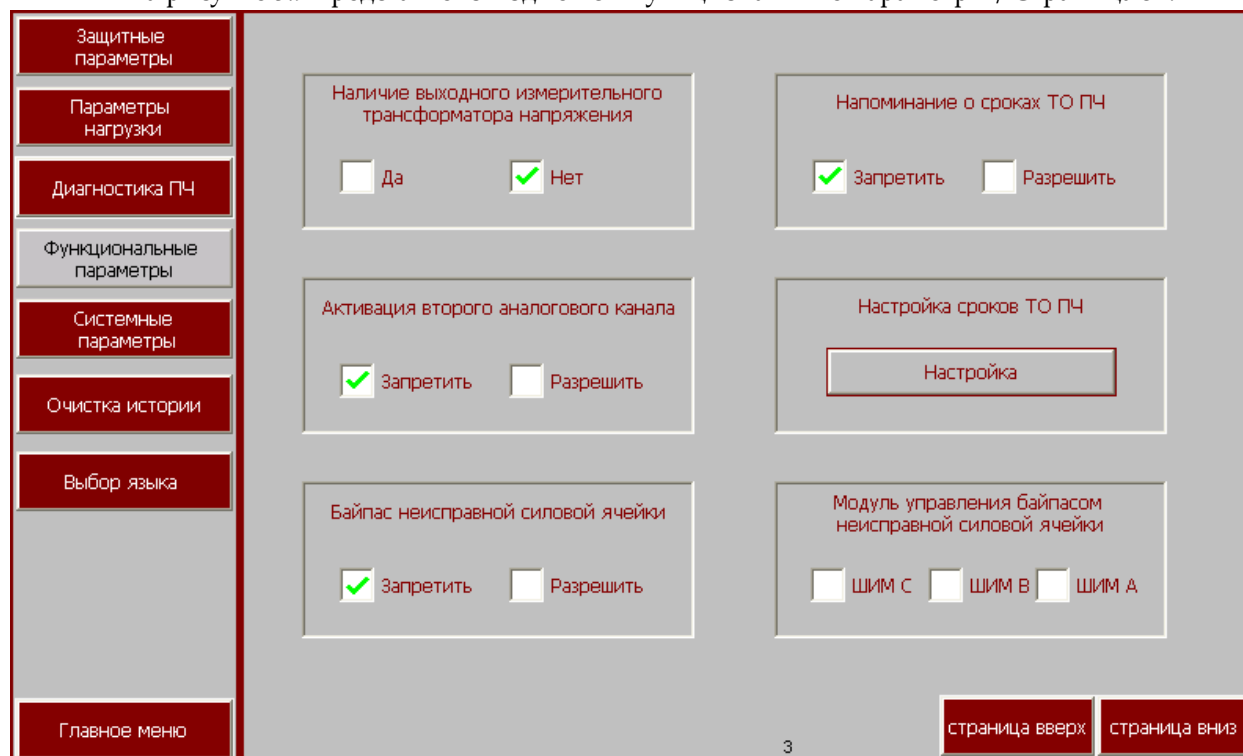 Защитные
параметры
Параметры
нагрузки
Диагностика ПЧ
Функциональные
параметры
Системные
параметры
Очистка истории
Выбор языка
Главное меню
Наличие выходного измерительного
трансформатора напряжения
Да
Нет
Напоминание о сроках ТО ПЧ
Запретить
Разрешить
Активация второго аналогового канала
Запретить
Разрешить
Настройка сроков ТО ПЧ
Настройка
Байпас неисправной силовой ячейки
Запретить
Разрешить
Модуль управления байпасом
неисправной силовой ячейки
ШИМ C
ШИМ B
ШИМ A
3
страница вверх
страница вниз